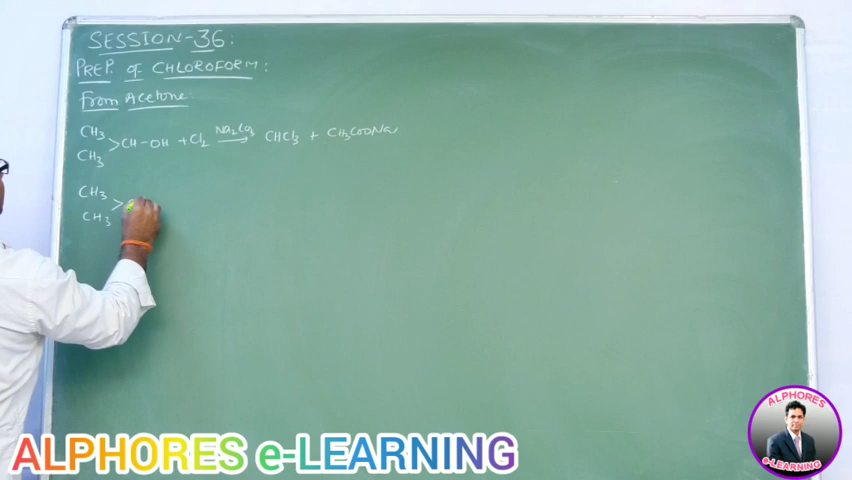 SESSION-36:
PREP. of CHLOROFORM:
From Acetone:
CH3
>CH-OH + Cl2 Na2CO3 → CHCl3 + CH3COONa
CH3
CH3
>
CH3
ALPHORES e-LEARNING
ALPHORES
e-LEARNING